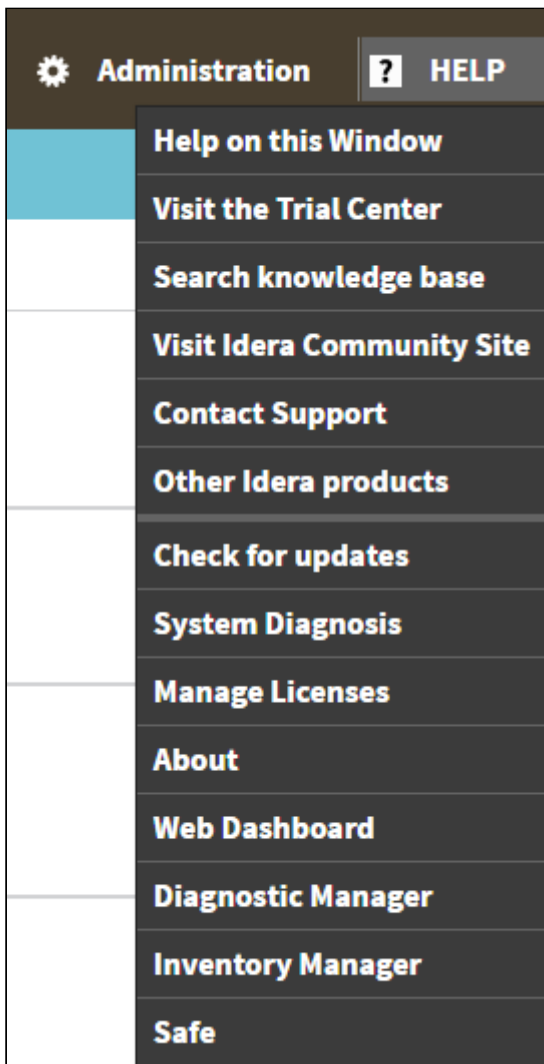 Administration ? HELP
Help on this Window
Visit the Trial Center
Search knowledge base
Visit Idera Community Site
Contact Support
Other Idera products
Check for updates
System Diagnosis
Manage Licenses
About
Web Dashboard
Diagnostic Manager
Inventory Manager
Safe